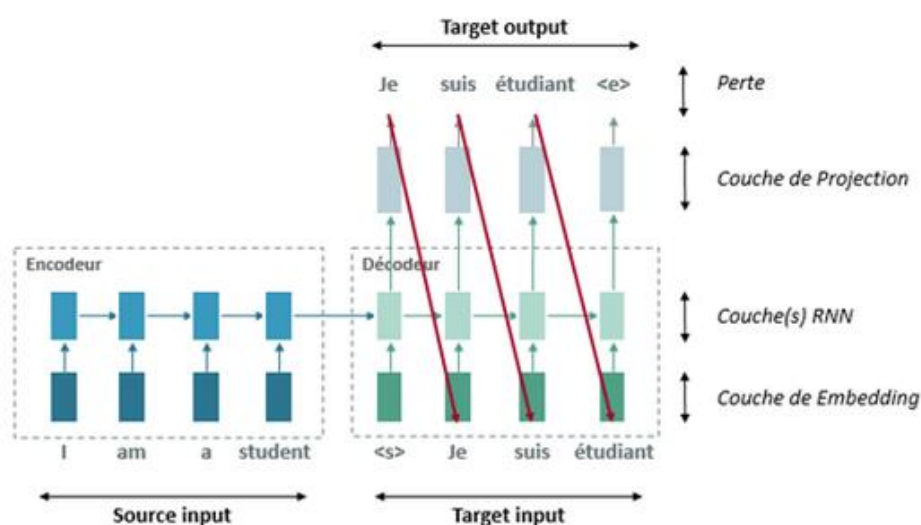 Target output
Je suis étudiant <e>
Perte
Couche de Projection
Encodeur
Décodeur
Couche(s) RNN
Couche de Embedding
I am a student
<s> Je suis étudiant
Source input
Target input